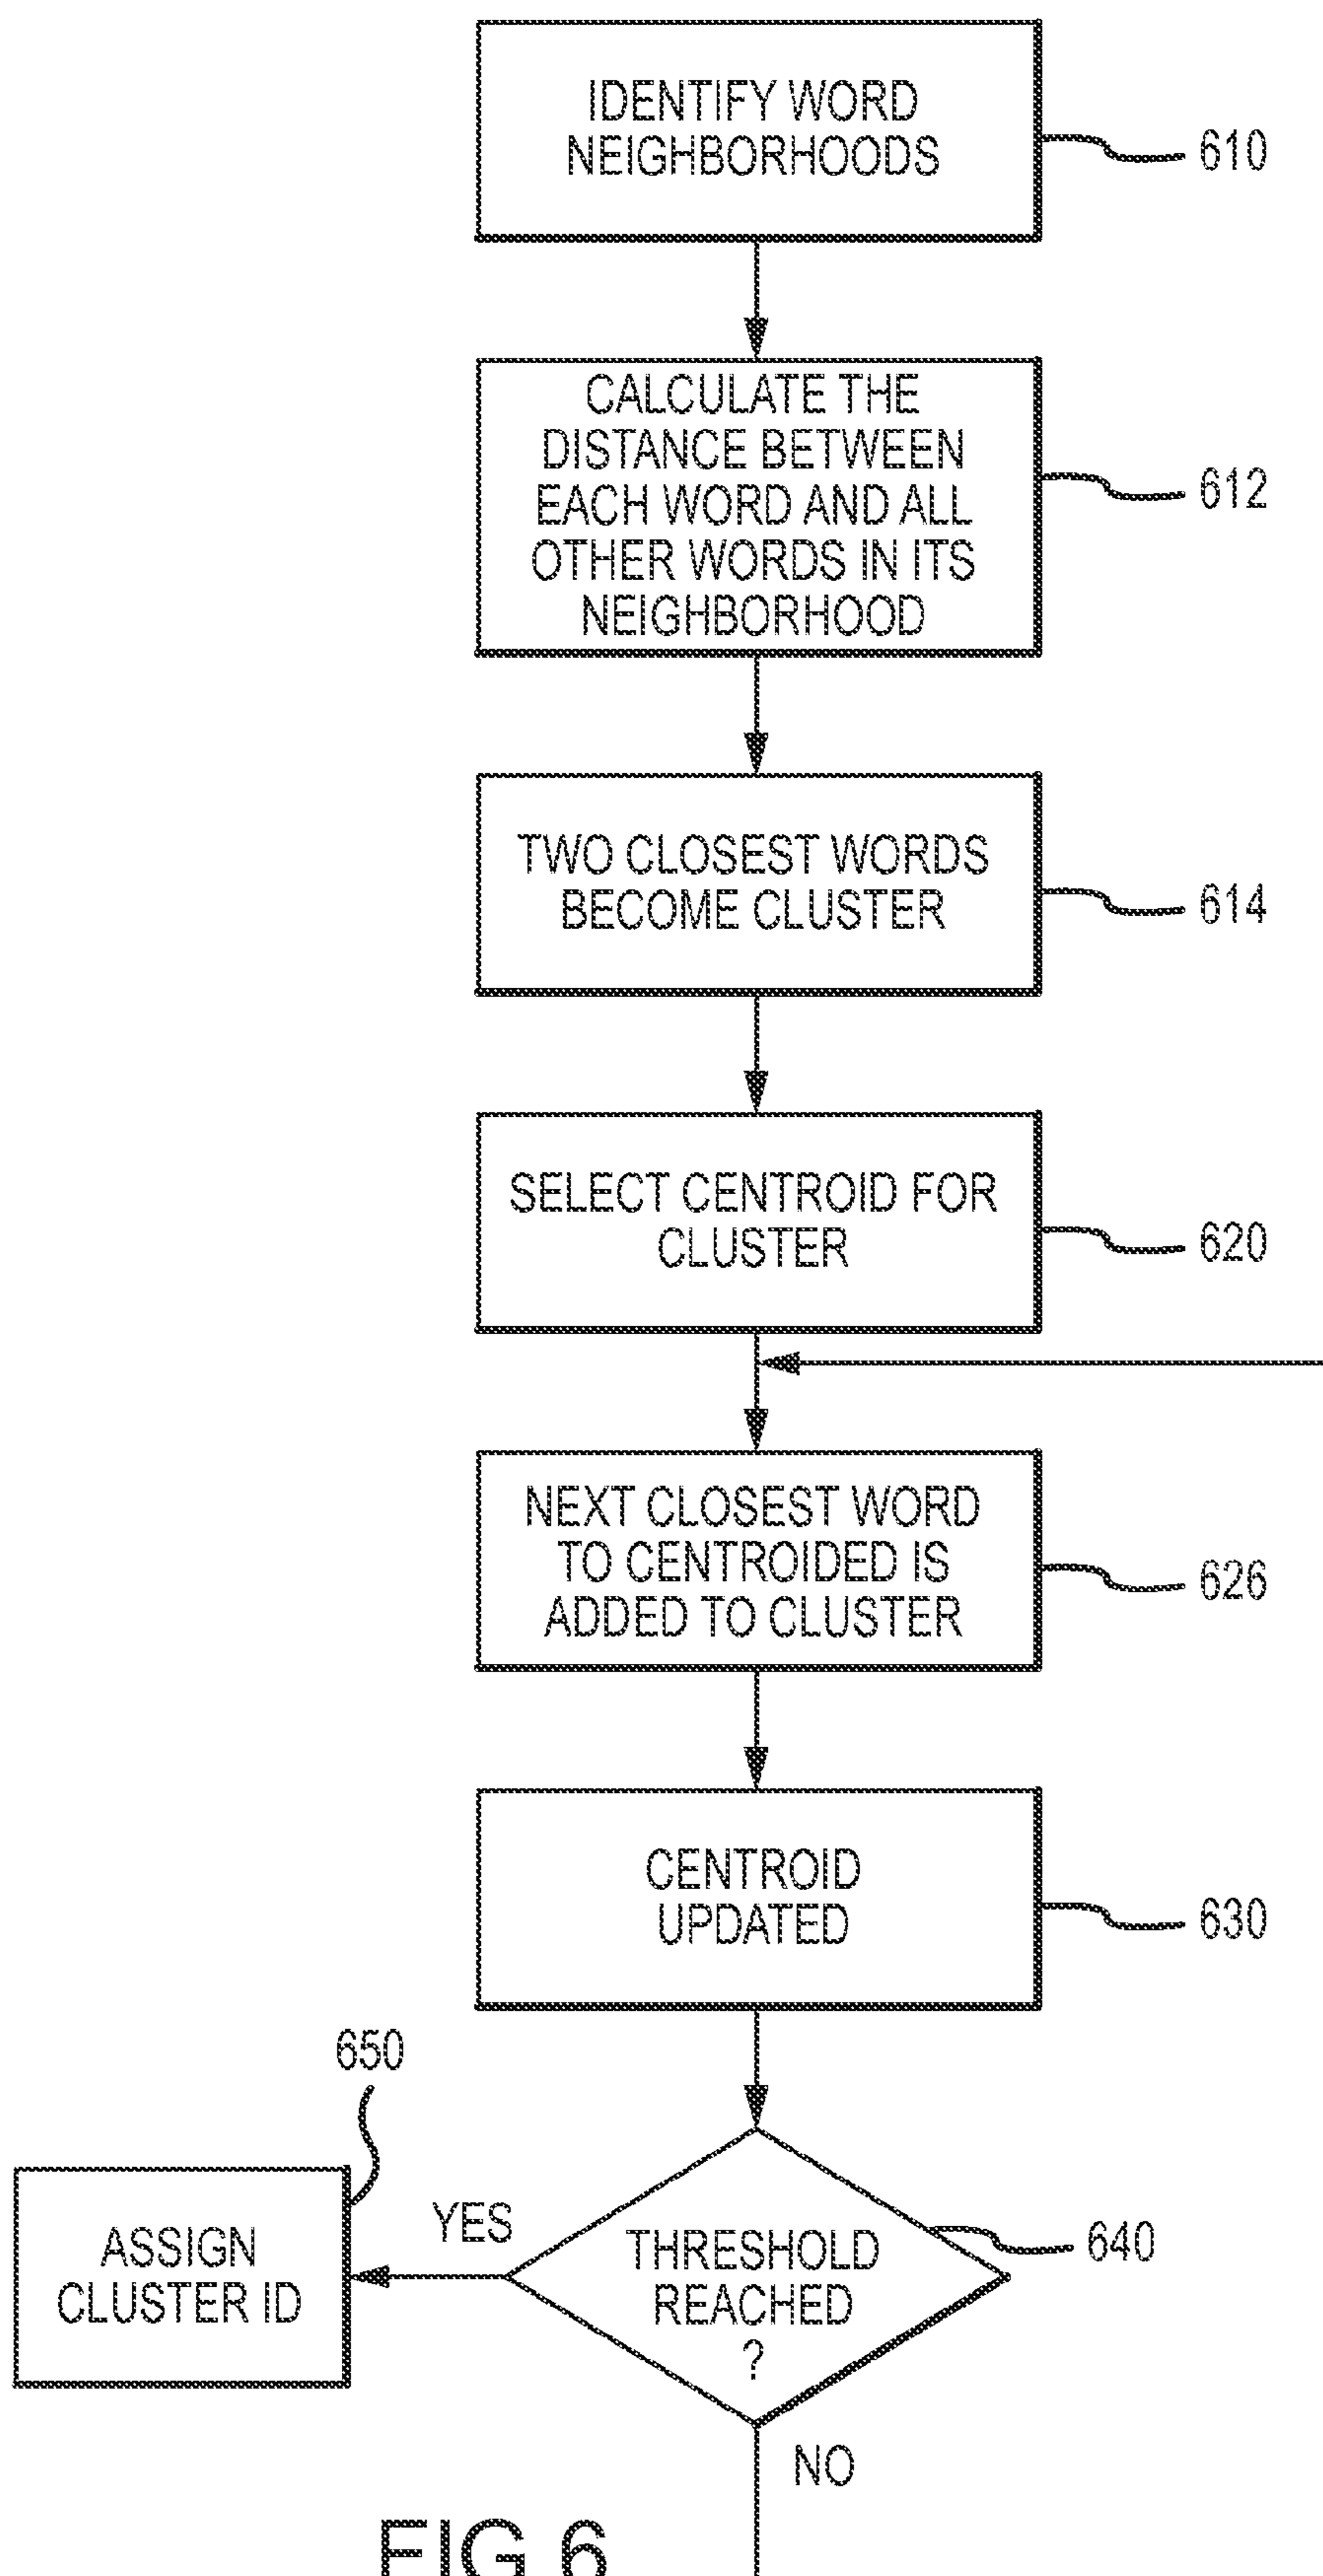 IDENTIFY WORD
NEIGHBORHOODS
610
CALCULATE THE
DISTANCE BETWEEN
EACH WORD AND ALL
OTHER WORDS IN ITS
NEIGHBORHOOD
612
TWO CLOSEST WORDS
BECOME CLUSTER
614
SELECT CENTROID FOR
CLUSTER
620
NEXT CLOSEST WORD
TO CENTROIDED IS
ADDED TO CLUSTER
626
CENTROID
UPDATED
630
650
ASSIGN
CLUSTER ID
YES
THRESHOLD
REACHED
?
640
NO
FIG.6